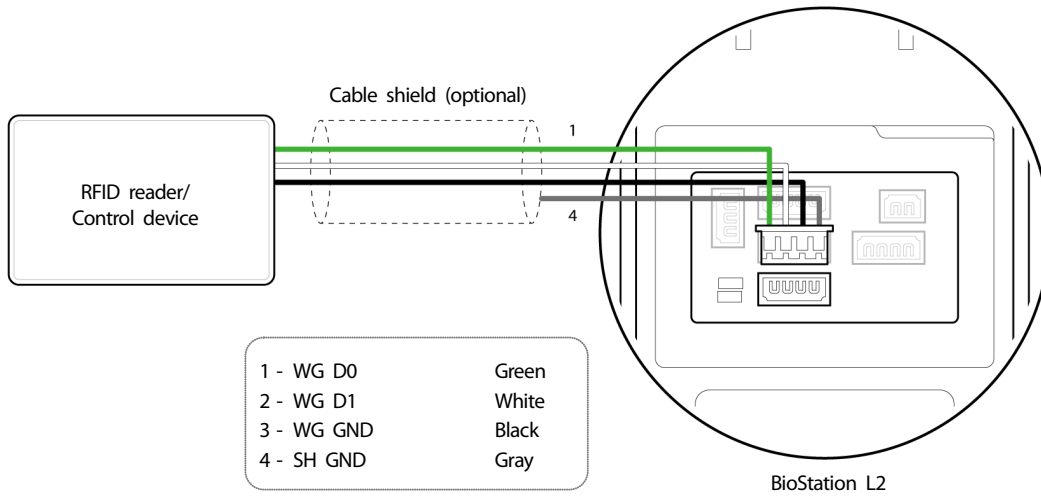 Cable shield (optional)
1
RFID reader/
Control device
4
1 - WG D0 Green
2 - WG D1 White
3 - WG GND Black
4 - SH GND Gray
BioStation L2